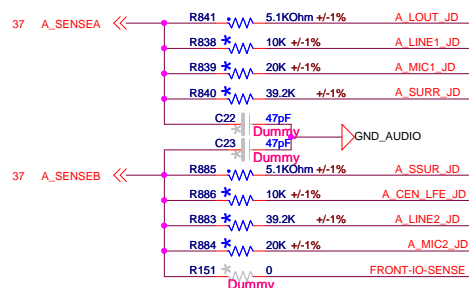 R841 5.1KOhm +/-1% A_LOUT_JD
37 A_SENSEA
R838 * 10K +/-1% A_LINE1_JD
R839 * 20K +/-1% A_MIC1_JD
R840 * 39.2K +/-1% A_SURR_JD
C22 47pF
* Dummy
GND_AUDIO
C23 47pF
* Dummy
R885 5.1KOhm +/-1% A_SSUR_JD
37 A_SENSEB
R886 * 10K +/-1% A_CEN_LFE_JD
R883 * 39.2K +/-1% A_LINE2_JD
R884 * 20K +/-1% A_MIC2_JD
R151 * 0 FRONT-IO-SENSE
Dummy